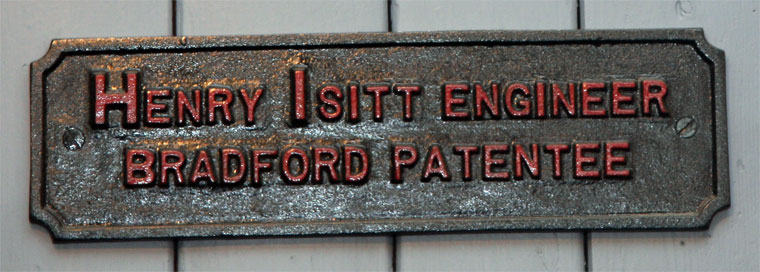 HENRY ISITT ENGINEER
BRADFORD PATENTEE